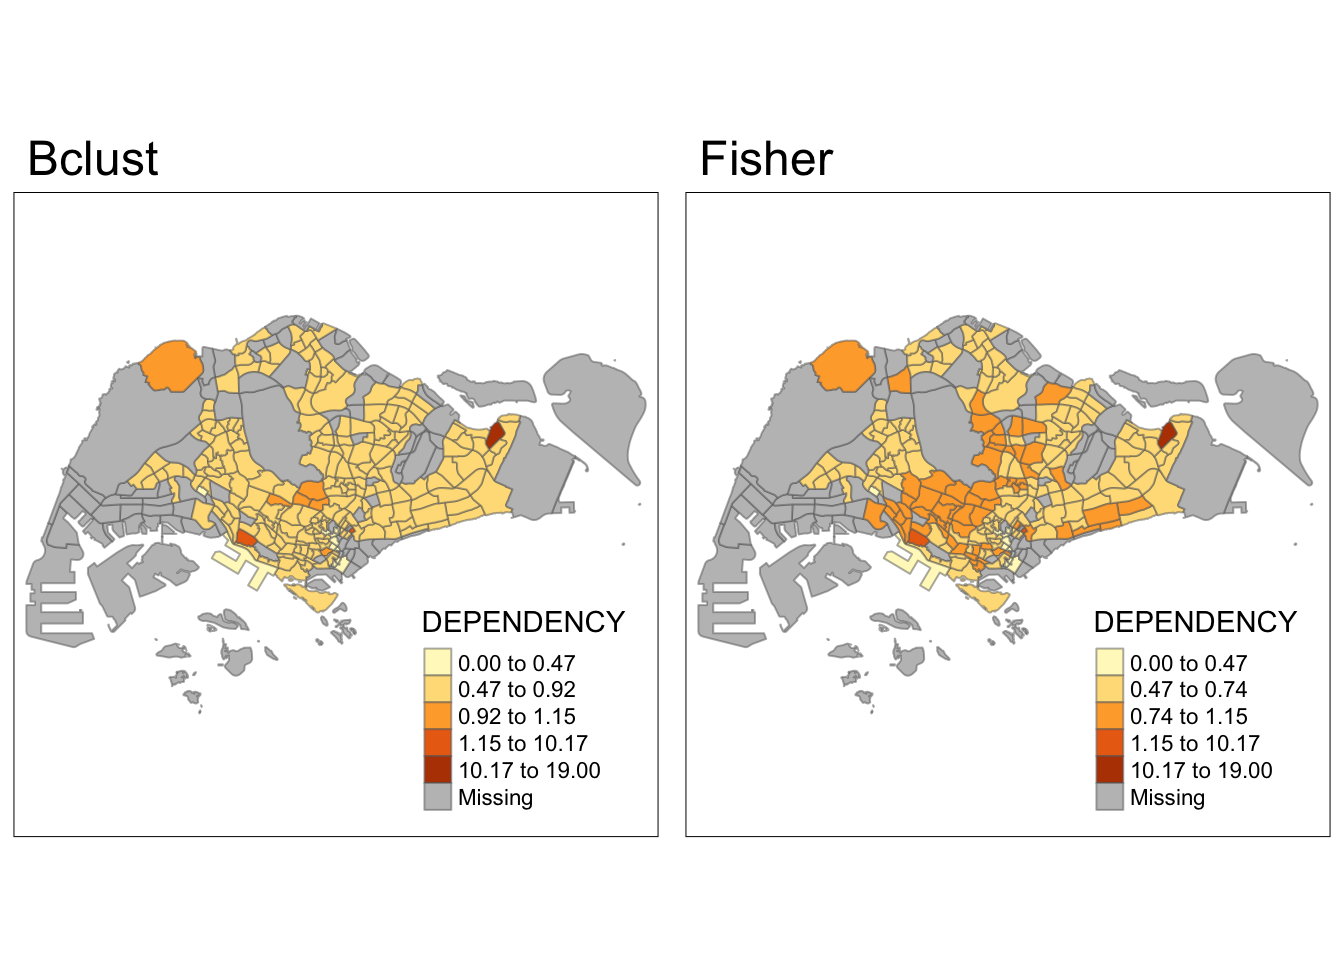 Bclust
DEPENDENCY
0.00 to 0.47
0.47 to 0.92
0.92 to 1.15
1.15 to 10.17
10.17 to 19.00
Missing
Fisher
DEPENDENCY
0.00 to 0.47
0.47 to 0.74
0.74 to 1.15
1.15 to 10.17
10.17 to 19.00
Missing